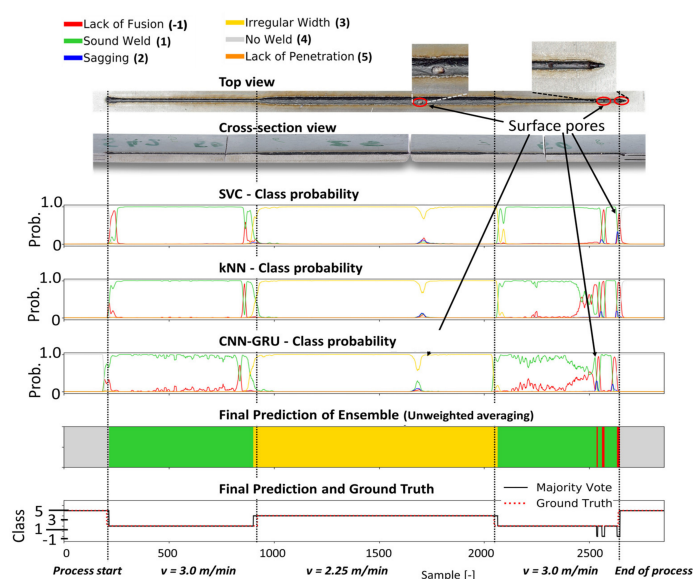 Lack of Fusion (-1)
Irregular Width (3)
Sound Weld (1)
No Weld (4)
Sagging (2)
Lack of Penetration (5)
Top view
Cross-section view
Surface pores
SVC - Class probability
1.0
Prob.
0
kNN - Class probability
1.0
Prob.
0
CNN-GRU - Class probability
1.0
Prob.
0
Final Prediction of Ensemble (Unweighted averaging)
Final Prediction and Ground Truth
Class
5
3
1
-1
Majority Vote
Ground Truth
0 500 1000 1500 2000 2500
Process start v = 3.0 m/min v = 2.25 m/min Sample [-] v = 3.0 m/min End of process